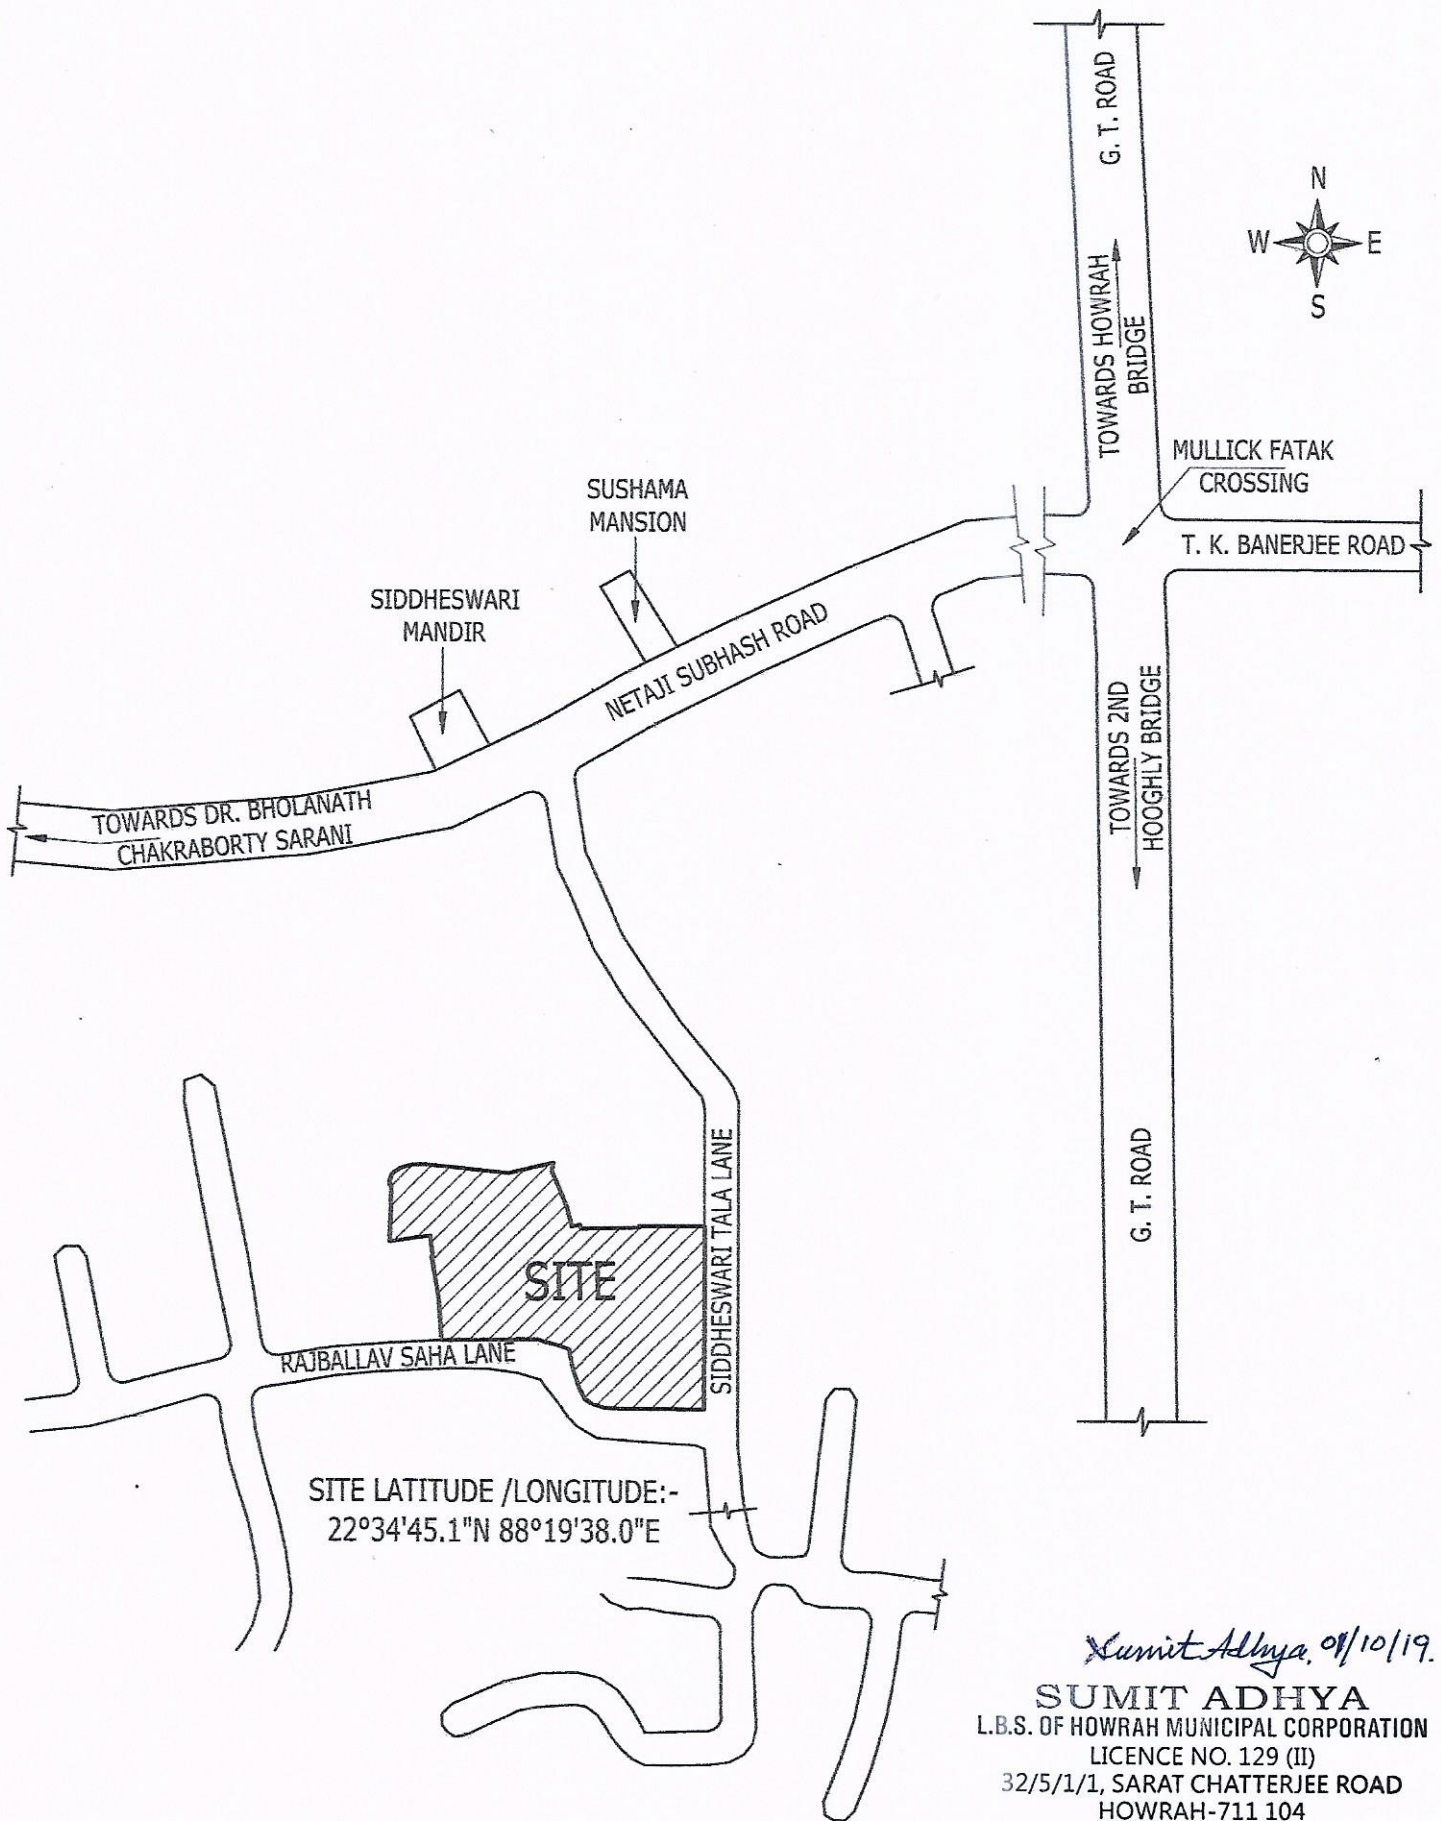 G. T. ROAD
N
W E
S
TOWARDS HOWRAH
BRIDGE
MULLICK FATAK
CROSSING
T. K. BANERJEE ROAD
SUSHAMA
MANSION
SIDDHESWARI
MANDIR
NETAJI SUBHASH ROAD
TOWARDS 2ND
HOOGHLY BRIDGE
TOWARDS DR. BHOLANATH
CHAKRABORTY SARANI
G. T. ROAD
SIDDHESWARI TALA LANE
SITE
RAJBALLAV SAHA LANE
SITE LATITUDE /LONGITUDE:-
22°34'45.1"N 88°19'38.0"E
Sumit Adhya, /10/19.
SUMIT ADHYA
L.B.S. OF HOWRAH MUNICIPAL CORPORATION
LICENCE NO. 129 (II)
32/5/1/1, SARAT CHATTERJEE ROAD
HOWRAH-711 104